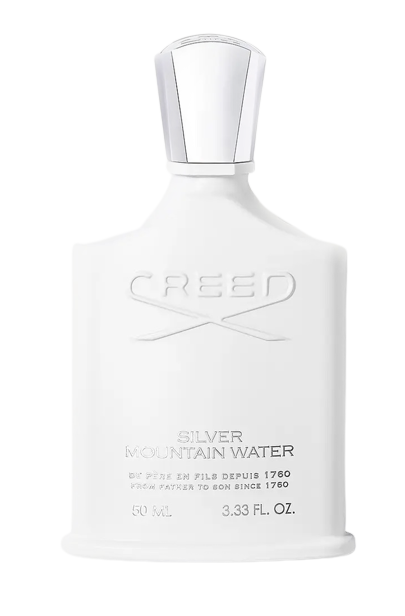 CREED
SILVER
MOUNTAIN WATER
DE PÈRE EN FILS DEPUIS 1760
FROM FATHER TO SON SINCE 1760
50 ML 3.33 FL. OZ.